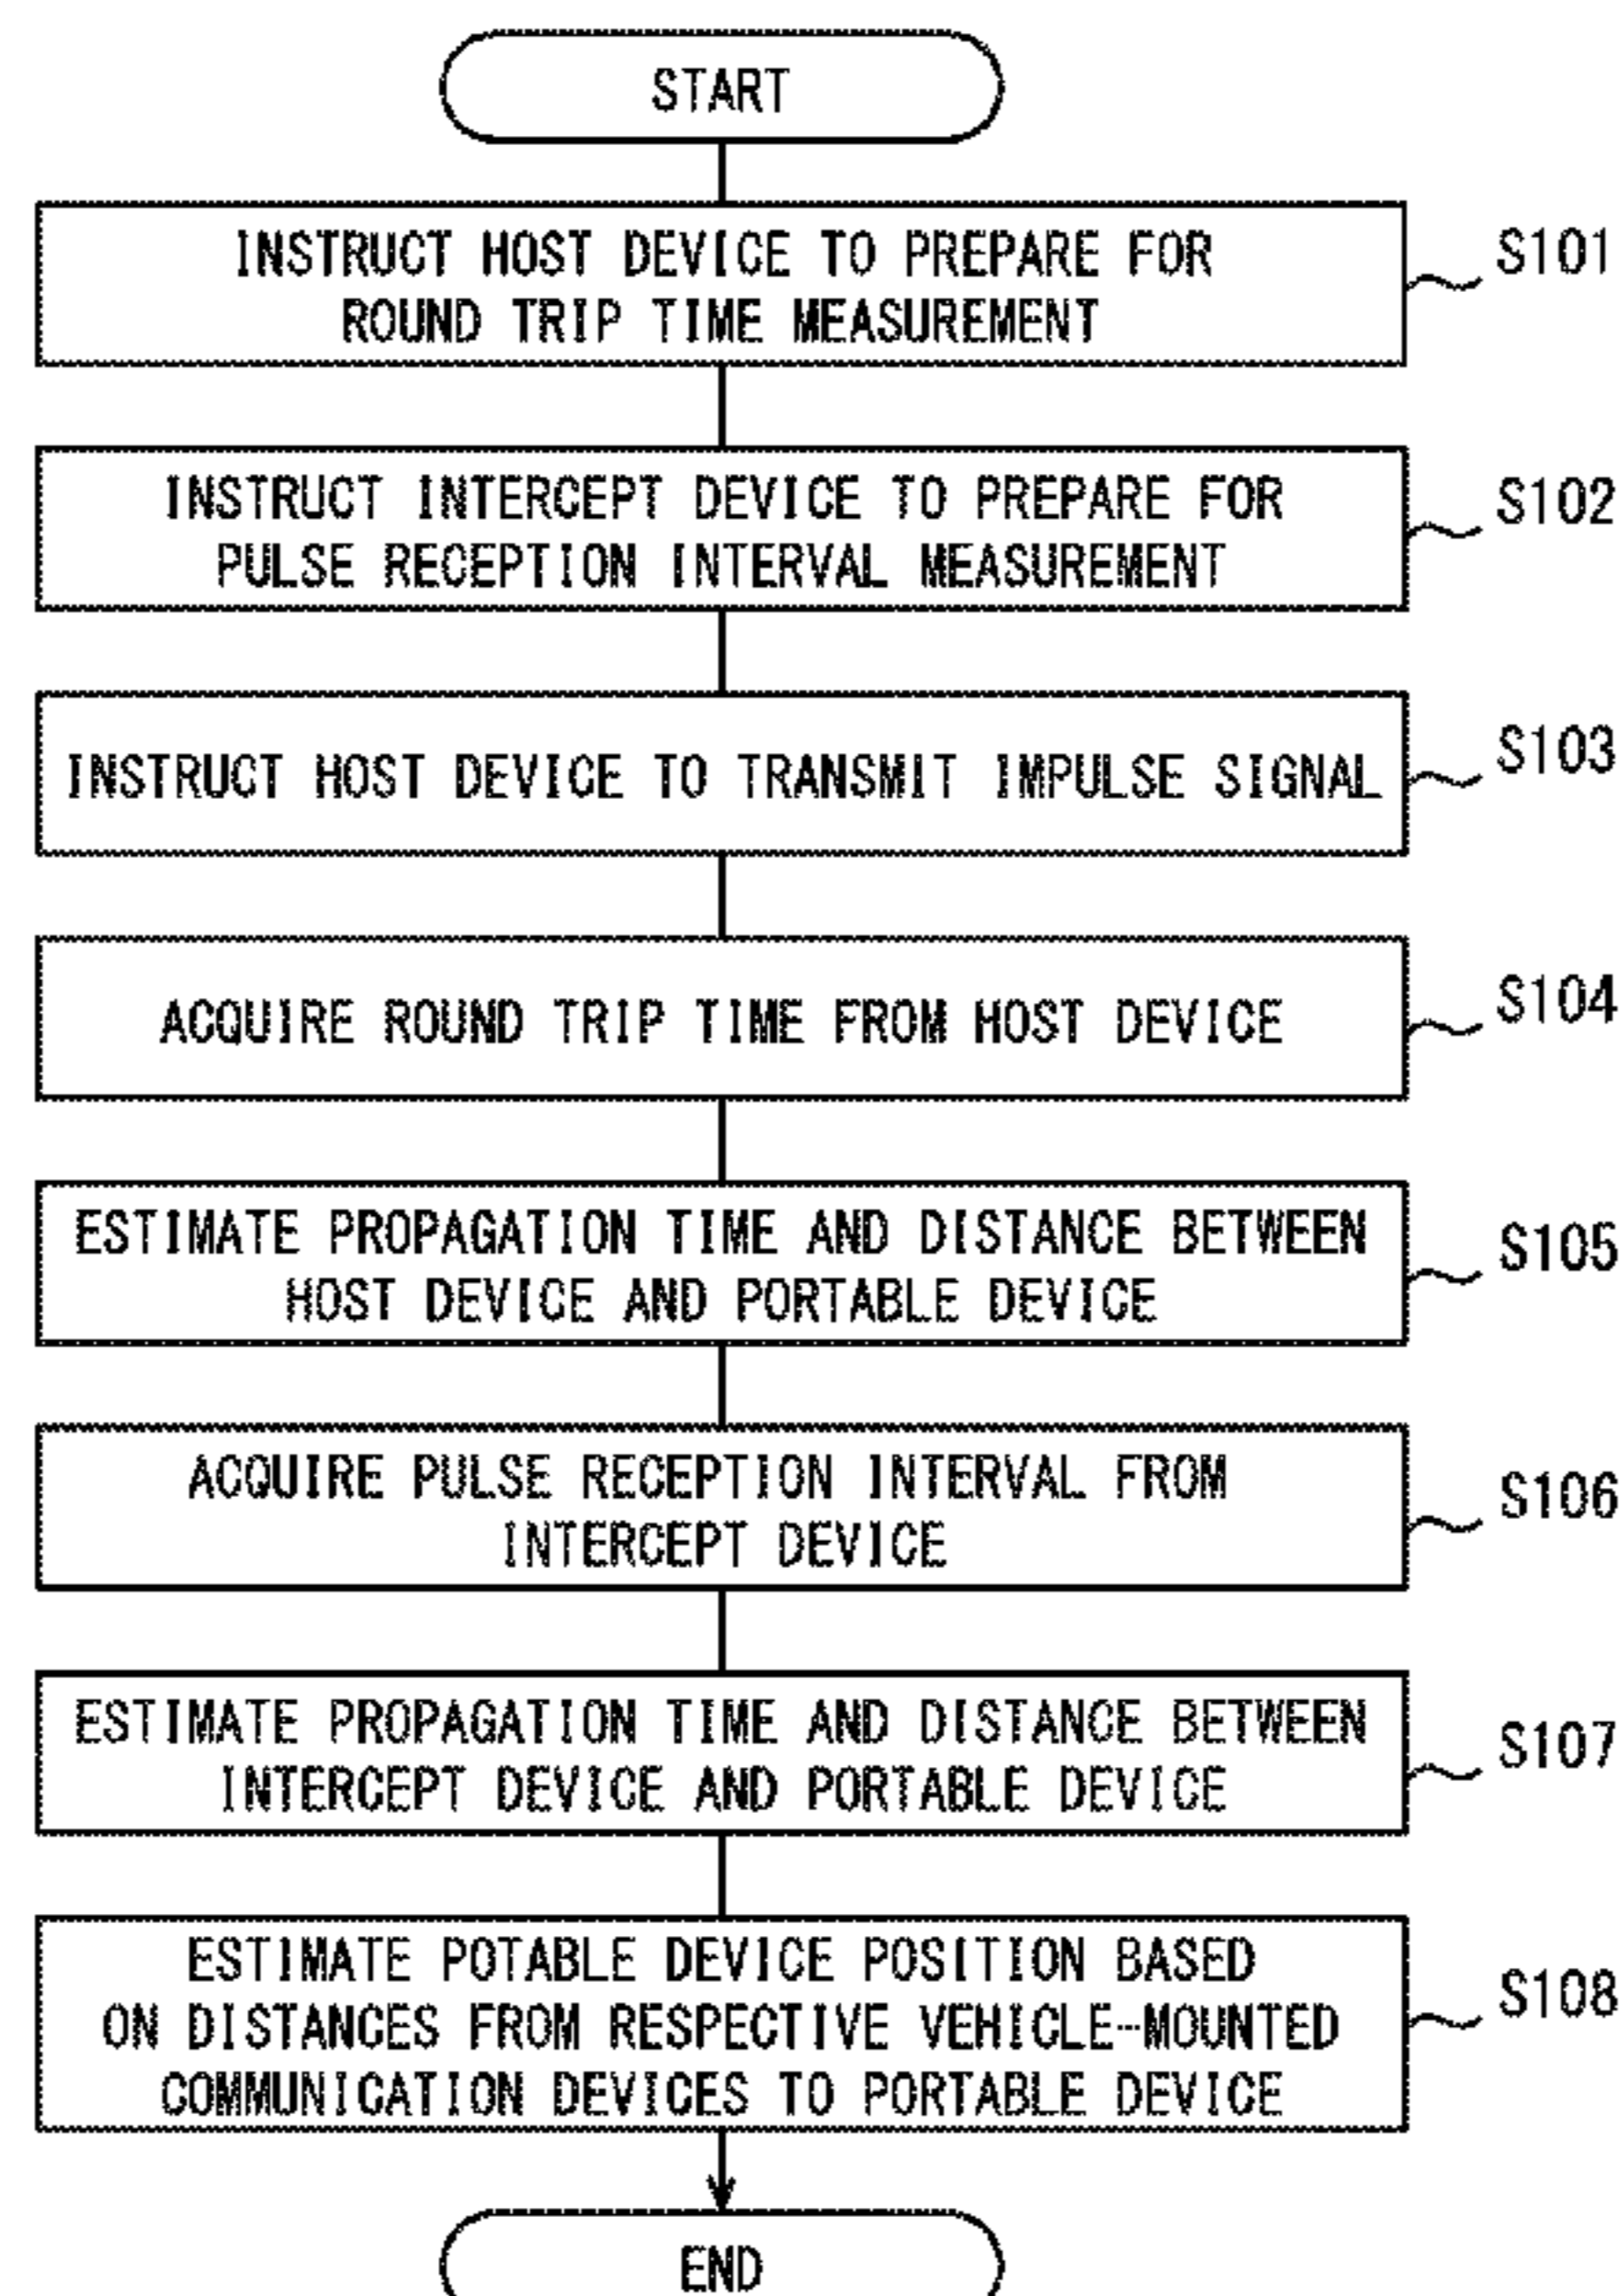 START
INSTRUCT HOST DEVICE TO PREPARE FOR
ROUND TRIP TIME MEASUREMENT
S101
INSTRUCT INTERCEPT DEVICE TO PREPARE FOR
PULSE RECEPTION INTERVAL MEASUREMENT
S102
INSTRUCT HOST DEVICE TO TRANSMIT IMPULSE SIGNAL
S103
ACQUIRE ROUND TRIP TIME FROM HOST DEVICE
S104
ESTIMATE PROPAGATION TIME AND DISTANCE BETWEEN
HOST DEVICE AND PORTABLE DEVICE
S105
ACQUIRE PULSE RECEPTION INTERVAL FROM
INTERCEPT DEVICE
S106
ESTIMATE PROPAGATION TIME AND DISTANCE BETWEEN
INTERCEPT DEVICE AND PORTABLE DEVICE
S107
ESTIMATE POTABLE DEVICE POSITION BASED
ON DISTANCES FROM RESPECTIVE VEHICLE-MOUNTED
COMMUNICATION DEVICES TO PORTABLE DEVICE
S108
END